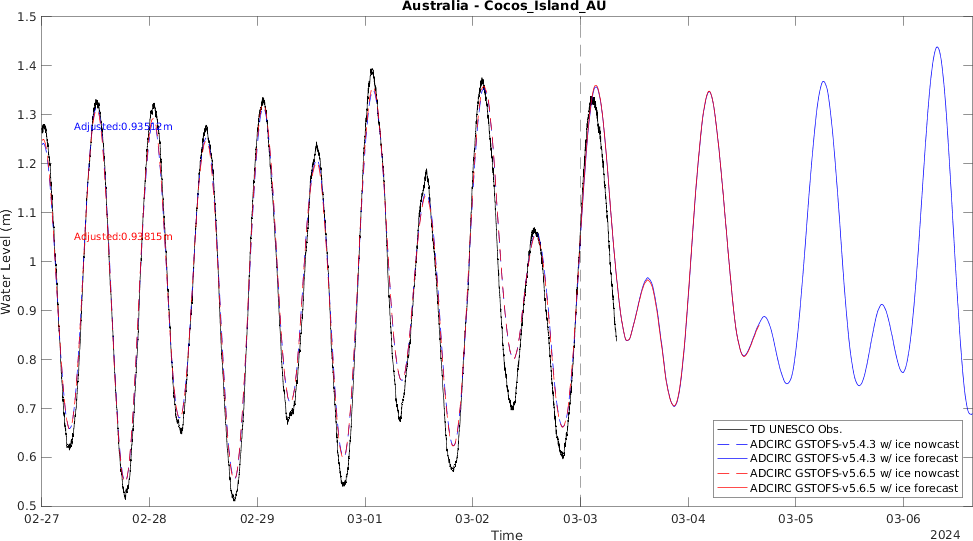 Australia - Cocos_Island_AU
1.5
1.4
1.3
1.2
1.1
1
0.9
0.8
0.7
0.6
0.5
Water Level (m)
Adjusted:0.93512m
Adjusted:0.93815m
TD UNESCO Obs.
ADCIRC GSTOFS-v5.4.3 w/ ice nowcast
ADCIRC GSTOFS-v5.4.3 w/ ice forecast
ADCIRC GSTOFS-v5.6.5 w/ ice nowcast
ADCIRC GSTOFS-v5.6.5 w/ ice forecast
02-27 02-28 02-29 03-01 03-02 03-03 03-04 03-05 03-06
Time
2024